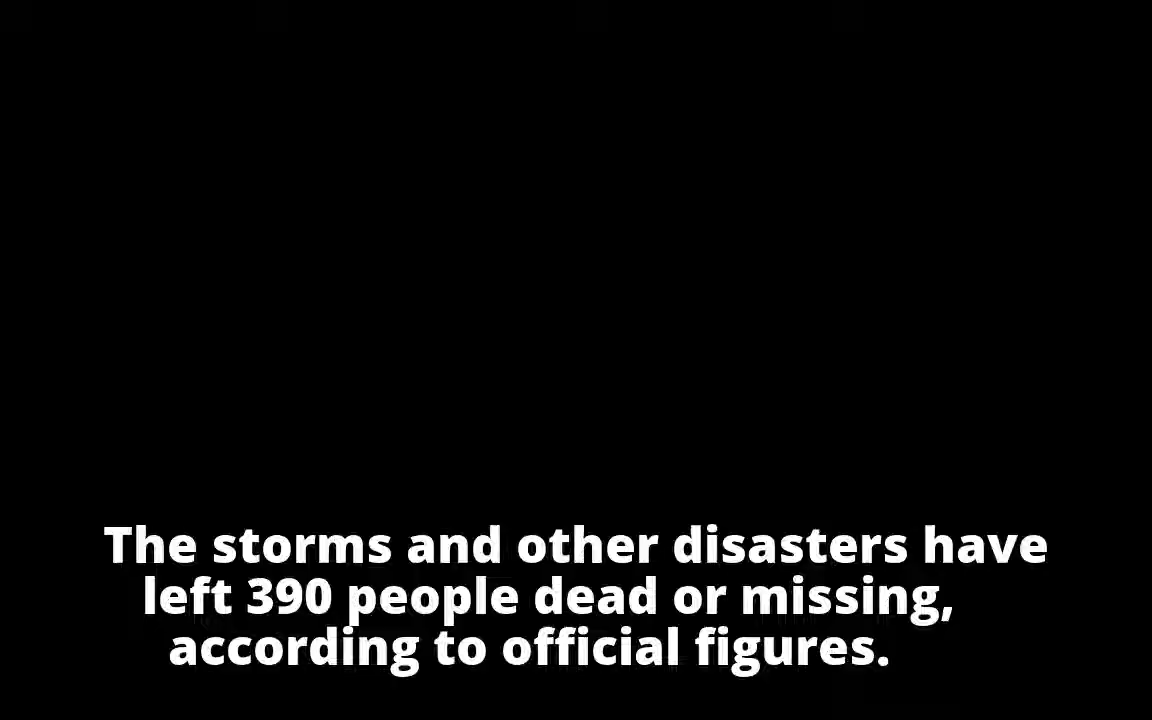 The storms and other disasters have
left 390 people dead or missing,
according to official figures.